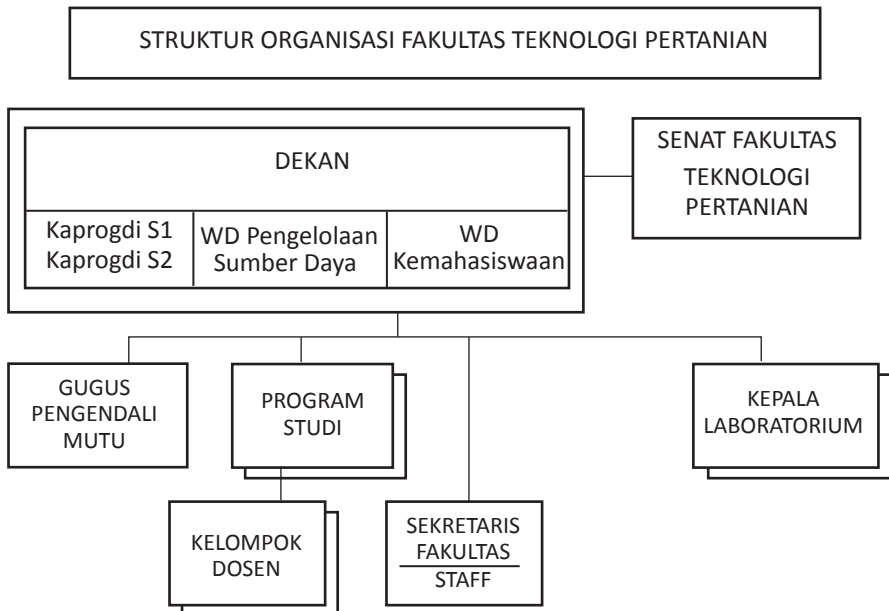 STRUKTUR ORGANISASI FAKULTAS TEKNOLOGI PERTANIAN
DEKAN
SENAT FAKULTAS
TEKNOLOGI
PERTANIAN
Kaprogdi S1
Kaprogdi S2
WD Pengelolaan
Sumber Daya
WD
Kemahasiswaan
GUGUS
PENGENDALI
MUTU
PROGRAM
STUDI
KEPALA
LABORATORIUM
KELOMPOK
DOSEN
SEKRETARIS
FAKULTAS
STAFF